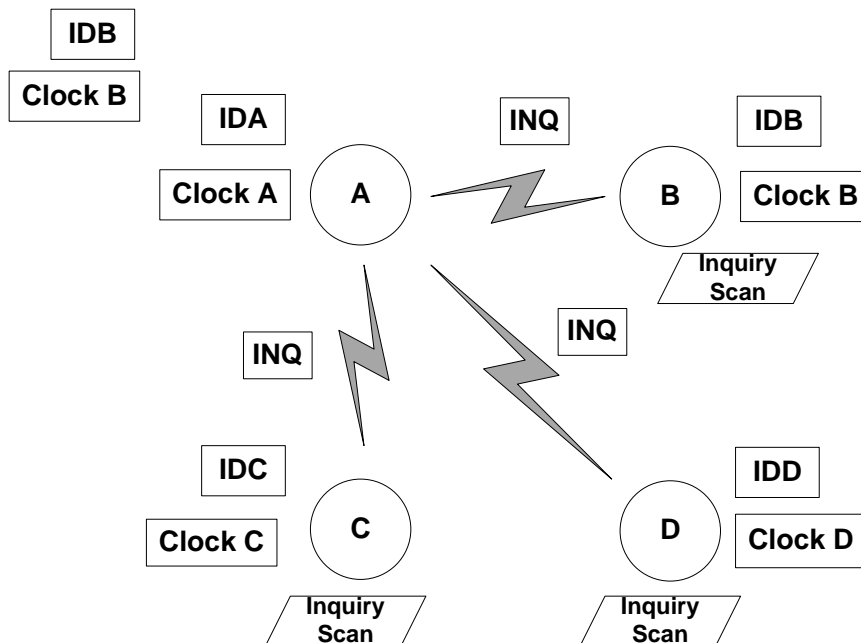 IDB
Clock B
IDA
INQ
IDB
Clock A
A
B
Clock B
Inquiry
Scan
INQ
INQ
IDC
IDD
Clock C
C
D
Clock D
Inquiry
Scan
Inquiry
Scan